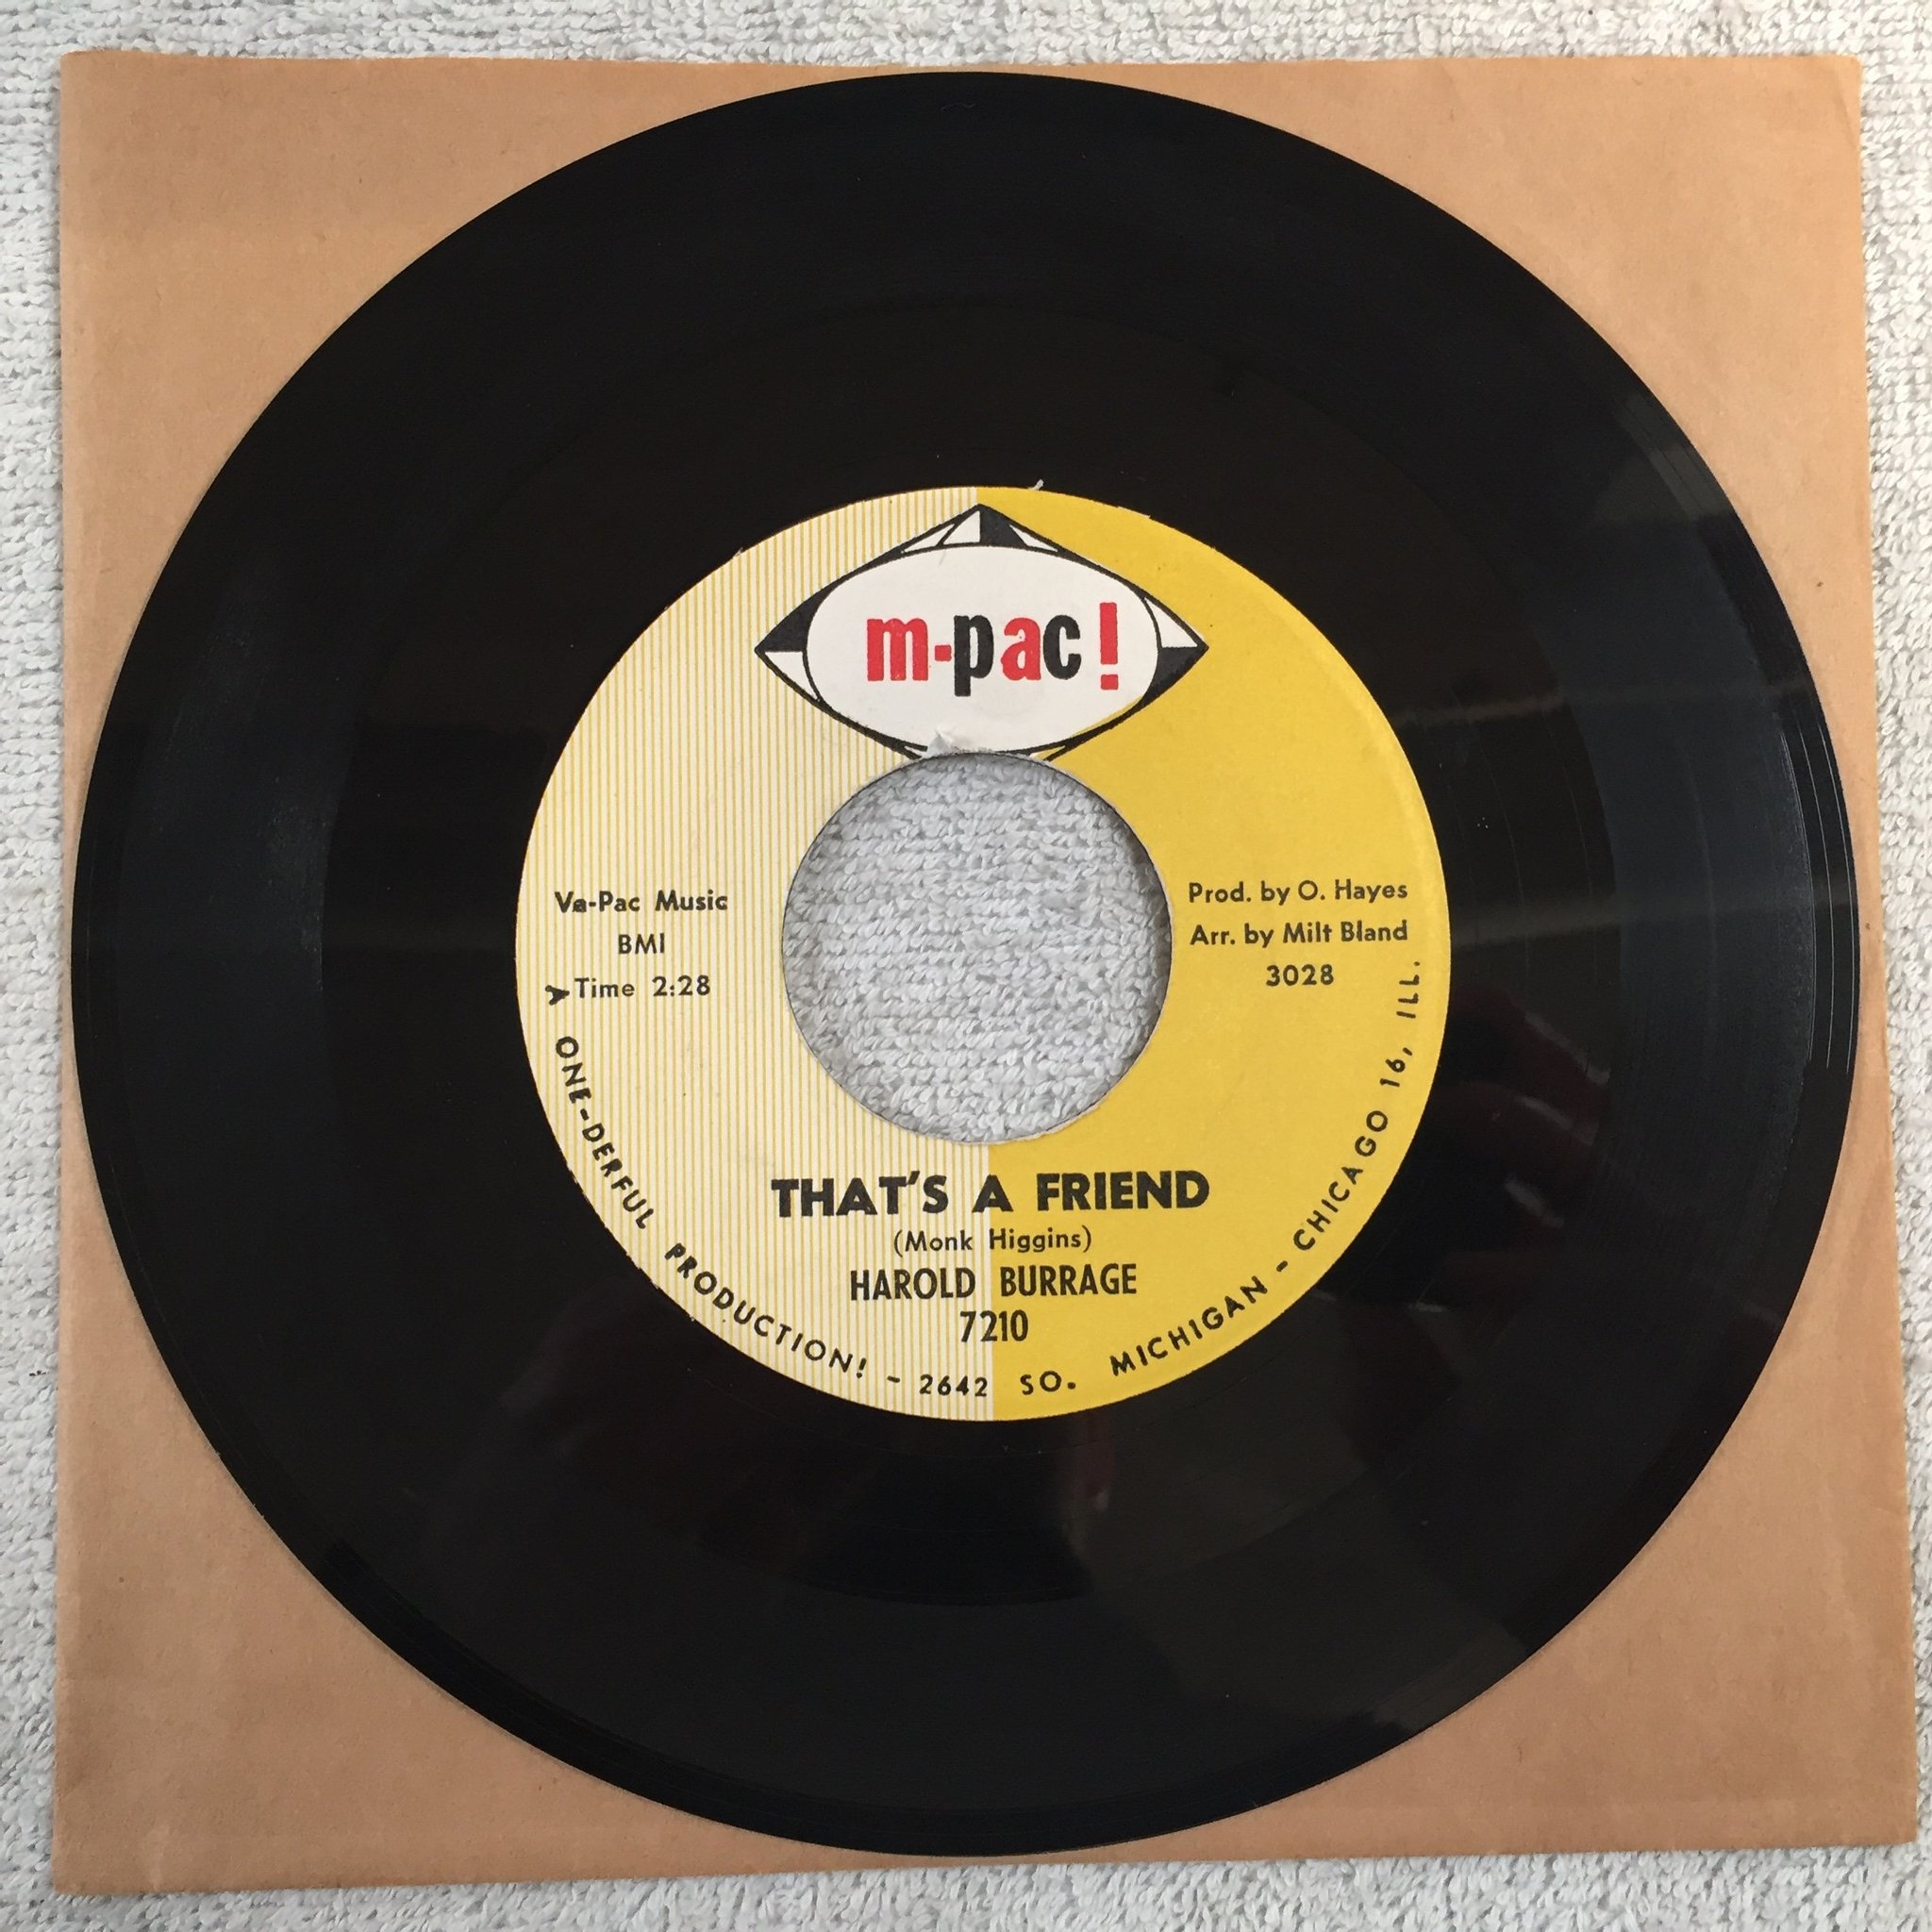 m-pac!
Va-Pac Music
BMI
Time 2:28
Prod. by O. Hayes
Arr. by Milt Bland
3028
THAT'S A FRIEND
(Monk Higgins)
HAROLD BURRAGE
7210
A ONE-DERFUL PRODUCTION! - 2642 SO. MICHIGAN - CHICAGO 16, ILL.